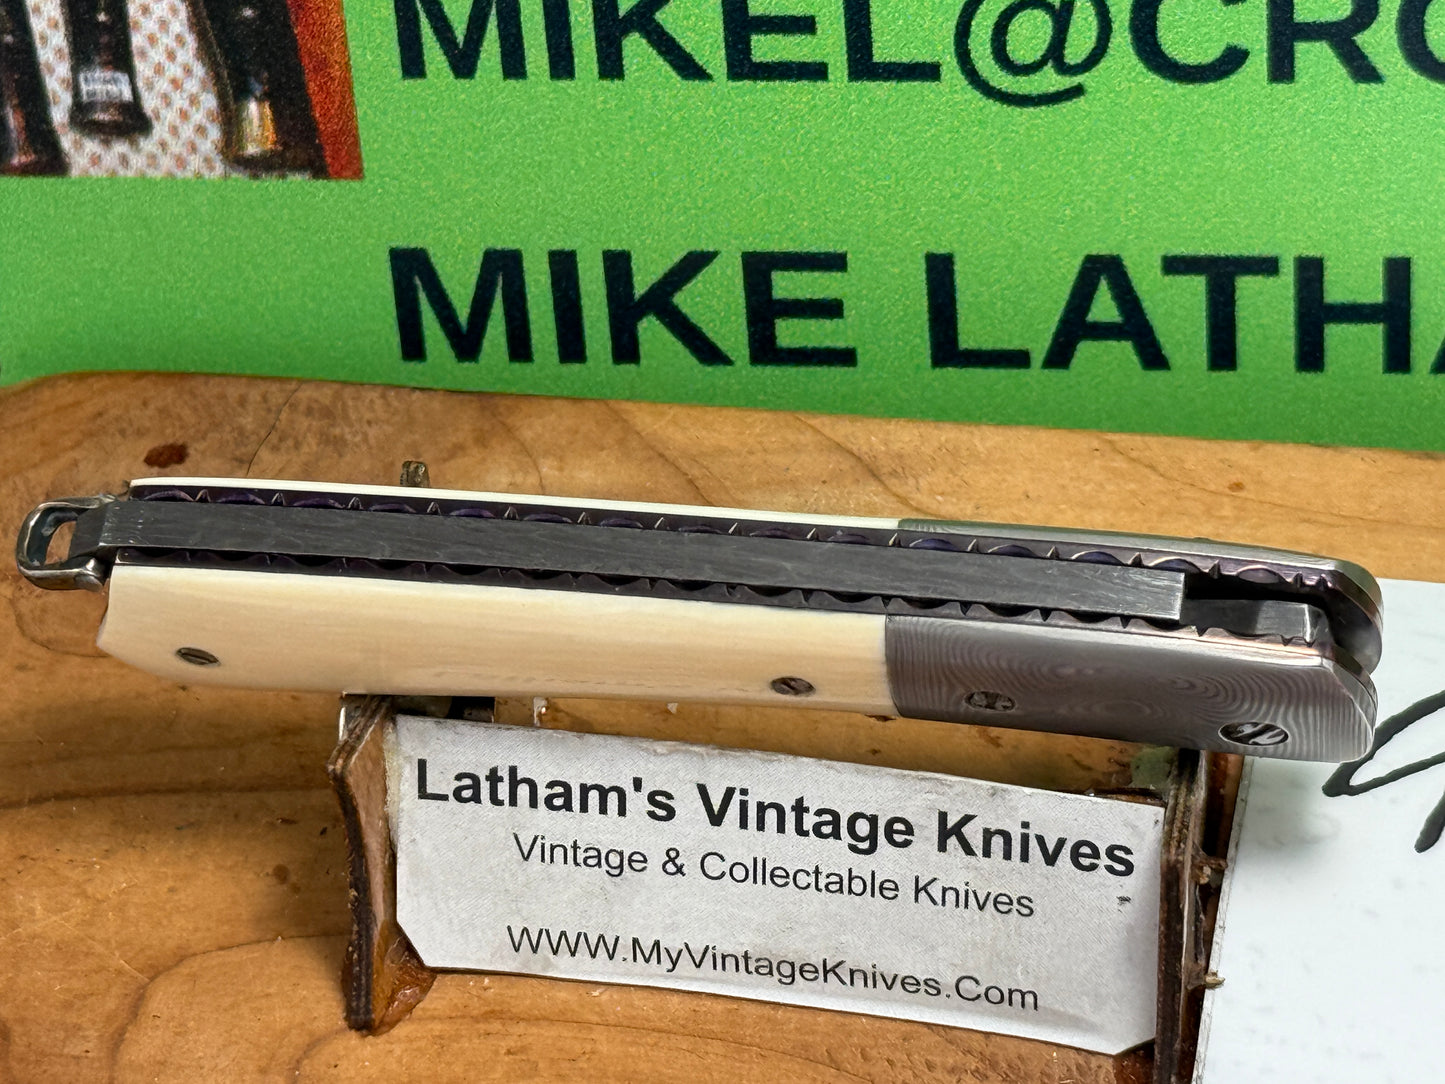 MIKEL@CRO
MIKE LATHA
Latham's Vintage Knives
Vintage & Collectable Knives
WWW.MyVintageKnives.Com